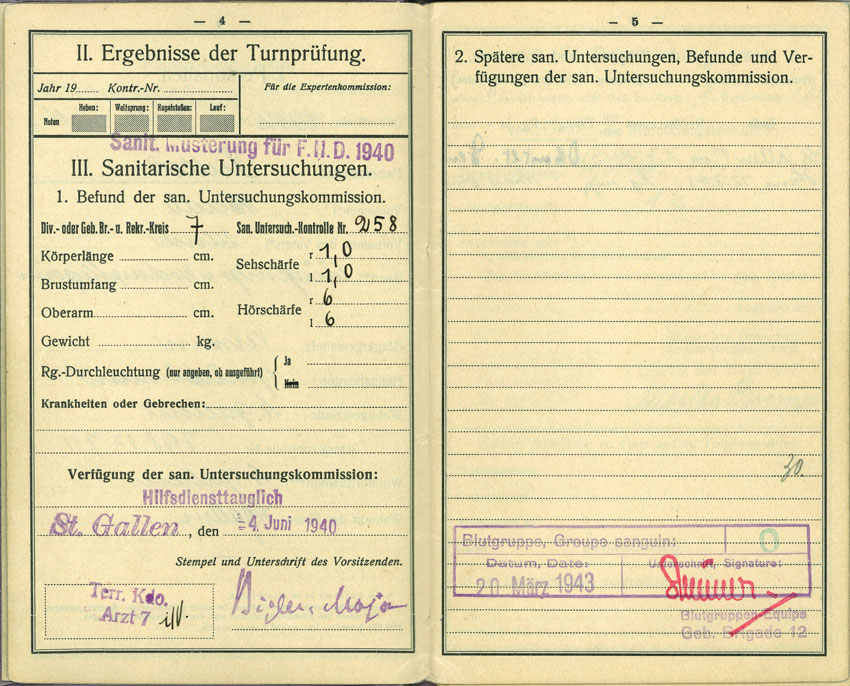 — 4 —
II. Ergebnisse der Turnprüfung.
Jahr 19 Kontr.-Nr. Für die Expertenkommission:
Heben: Weitsprung: Kugelstoßen: Lauf:
Noten
Sanit. Musterung für F.H.D. 1940
III. Sanitarische Untersuchungen.
1. Befund der san. Untersuchungskommission.
Div.- oder Geb. Br.- u. Rekr.-Kreis 7 San. Untersuch.-Kontrolle Nr. 258
Körperlänge cm.
Sehschärfe r 1,0
l 1,0
Brustumfang cm.
Oberarm cm.
Hörschärfe r 6
l 6
Gewicht kg.
Rg.-Durchleuchtung (nur angeben, ob ausgeführt) { Ja
Nein
Krankheiten oder Gebrechen:
Verfügung der san. Untersuchungskommission:
Hilfsdiensttauglich
St. Gallen, den -4. Juni 1940
Stempel und Unterschrift des Vorsitzenden.
Terr. Kdo.
Arzt 7
— 5 —
2. Spätere san. Untersuchungen, Befunde und Ver-
fügungen der san. Untersuchungskommission.
30.
Blutgruppe, Groupe sanguin: O
Datum, Date: Unterschrift, Signature:
20 März 1943
Blutgruppen-Equipe
Geb. Brigade 12